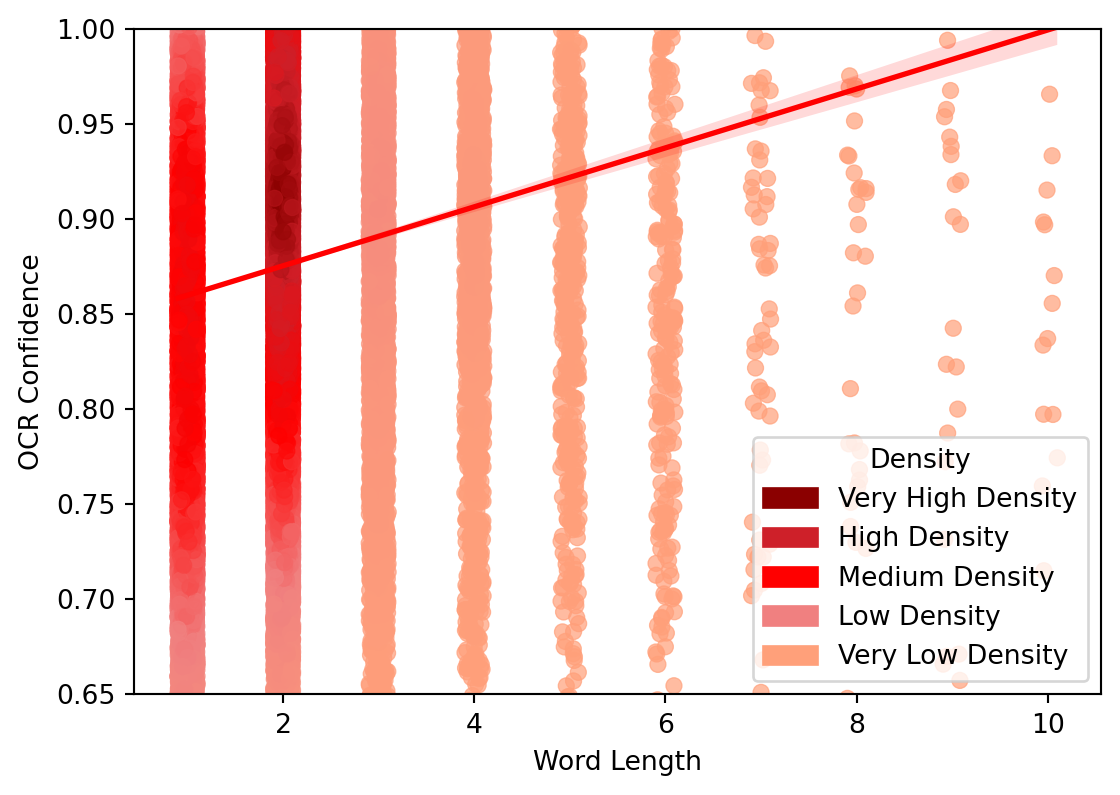 1.00
0.95
0.90
0.85
0.80
0.75
0.70
0.65
OCR Confidence
2
4
6
8
10
Word Length
Density
Very High Density
High Density
Medium Density
Low Density
Very Low Density